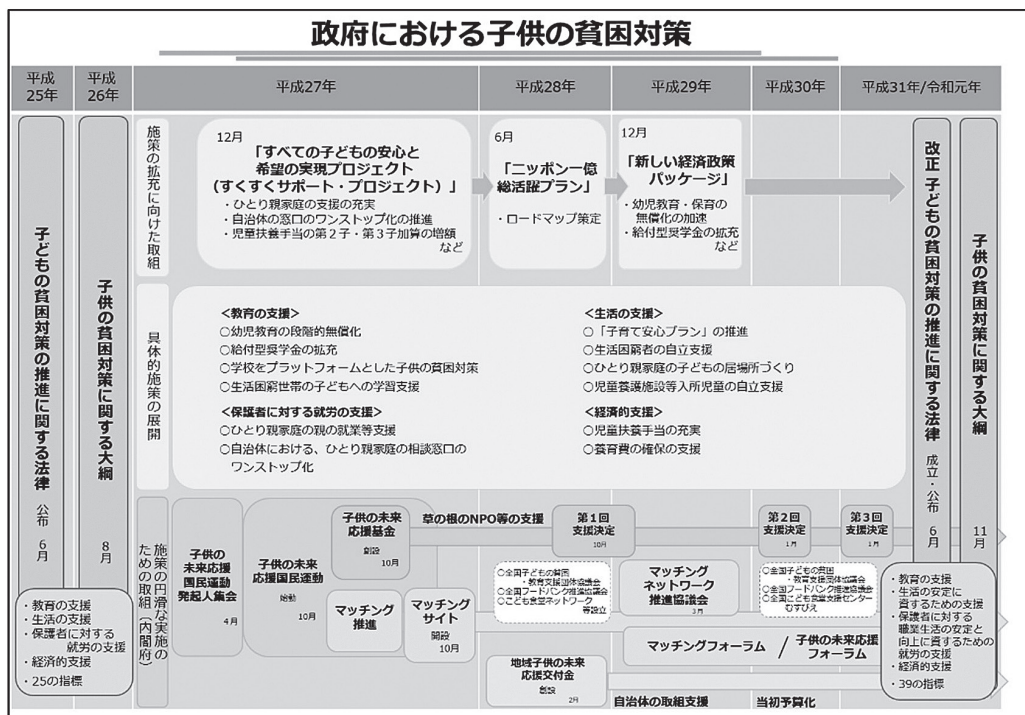 政府における子供の貧困対策
平成
25年
平成
26年
平成27年
平成28年
平成29年
平成30年
平成31年/令和元年
子どもの貧困対策の推進に関する法律 公布 6月
・教育の支援
・生活の支援
・保護者に対する
就労の支援
・経済的支援
・25の指標
子供の貧困対策に関する大綱 8月
施策の拡充に向けた取組
12月
「すべての子どもの安心と
希望の実現プロジェクト
(すくすくサポート・プロジェクト)」
・ひとり親家庭の支援の充実
・自治体の窓口のワンストップ化の推進
・児童扶養手当の第2子・第3子加算の増額
など
6月
「ニッポン一億
総活躍プラン」
・ロードマップ策定
12月
「新しい経済政策
パッケージ」
・幼児教育・保育の
無償化の加速
・給付型奨学金の拡充
など
具体的施策の展開
<教育の支援>
○幼児教育の段階的無償化
○給付型奨学金の拡充
○学校をプラットフォームとした子供の貧困対策
○生活困窮世帯の子どもへの学習支援
<保護者に対する就労の支援>
○ひとり親家庭の親の就業等支援
○自治体における、ひとり親家庭の相談窓口の
ワンストップ化
<生活の支援>
○「子育て安心プラン」の推進
○生活困窮者の自立支援
○ひとり親家庭の子どもの居場所づくり
○児童養護施設等入所児童の自立支援
<経済的支援>
○児童扶養手当の充実
○養育費の確保の支援
施策の円滑な実施の
ための取組(内閣府)
子供の
未来応援
国民運動
発起人集会
4月
子供の未来
応援国民運動
始動
10月
子供の未来
応援基金
創設
10月
マッチング
推進
マッチング
サイト
開設
10月
草の根のNPO等の支援
第1回
支援決定
10月
第2回
支援決定
1月
第3回
支援決定
1月
○全国子どもの貧困
・教育支援団体協議会
○全国フードバンク推進協議会
○こども食堂ネットワーク
等設立
マッチング
ネットワーク
推進協議会
3月
○全国子どもの貧困
・教育支援団体協議会
○全国フードバンク推進協議会
○全国こども食堂支援センター
むすびえ
マッチングフォーラム / 子供の未来応援
フォーラム
地域子供の未来
応援交付金
創設
2月
自治体の取組支援
当初予算化
改正 子どもの貧困対策の推進に関する法律 成立・公布 6月
子供の貧困対策に関する大綱 11月
・教育の支援
・生活の安定に
資するための支援
・保護者に対する
職業生活の安定と
向上に資するための
就労の支援
・経済的支援
・39の指標